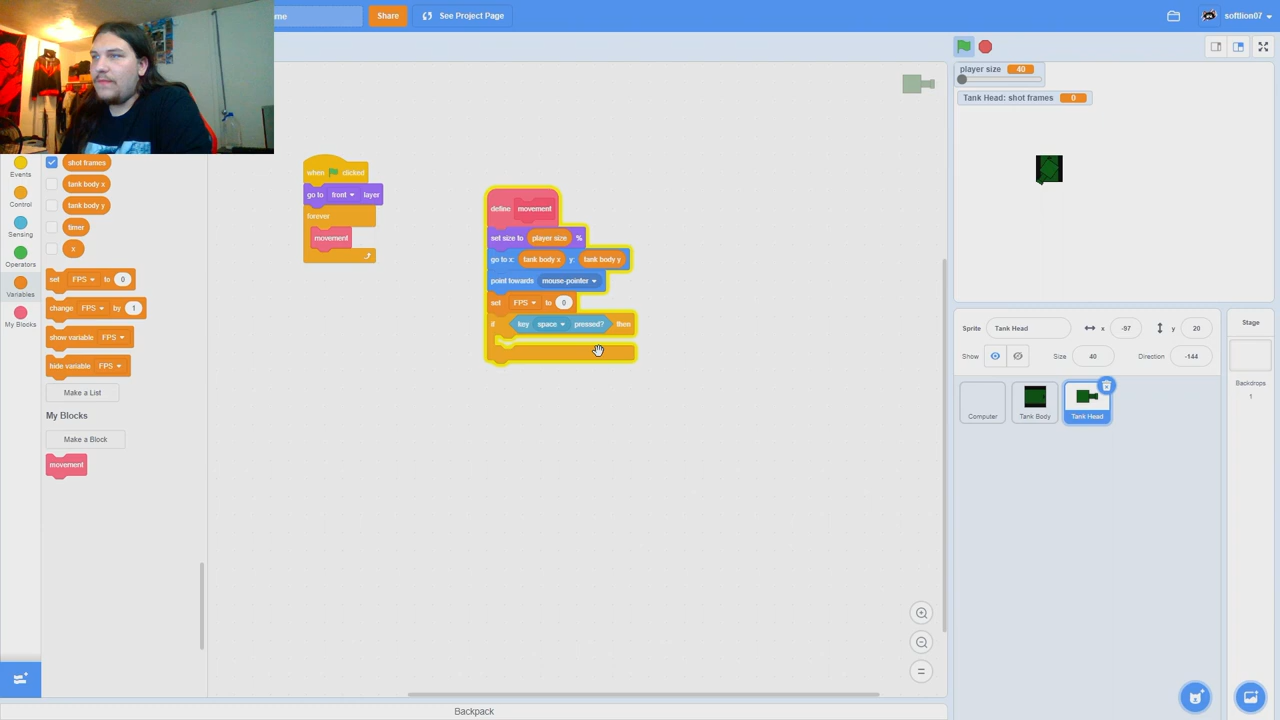 me
Share
See Project Page
softlion07
player size 40
Tank Head: shot frames 0
Events
Control
Sensing
Operators
Variables
My Blocks
shot frames
tank body x
tank body y
timer
x
set FPS to 0
change FPS by 1
show variable FPS
hide variable FPS
Make a List
My Blocks
Make a Block
movement
when clicked
go to front layer
forever
movement
define movement
set size to player size %
go to x: tank body x y: tank body y
point towards mouse-pointer
set FPS to 0
if key space pressed? then
Sprite Tank Head x -97 y 20
Show Size 40 Direction -144
Computer
Tank Body
Tank Head
Stage
Backdrops
1
Backpack